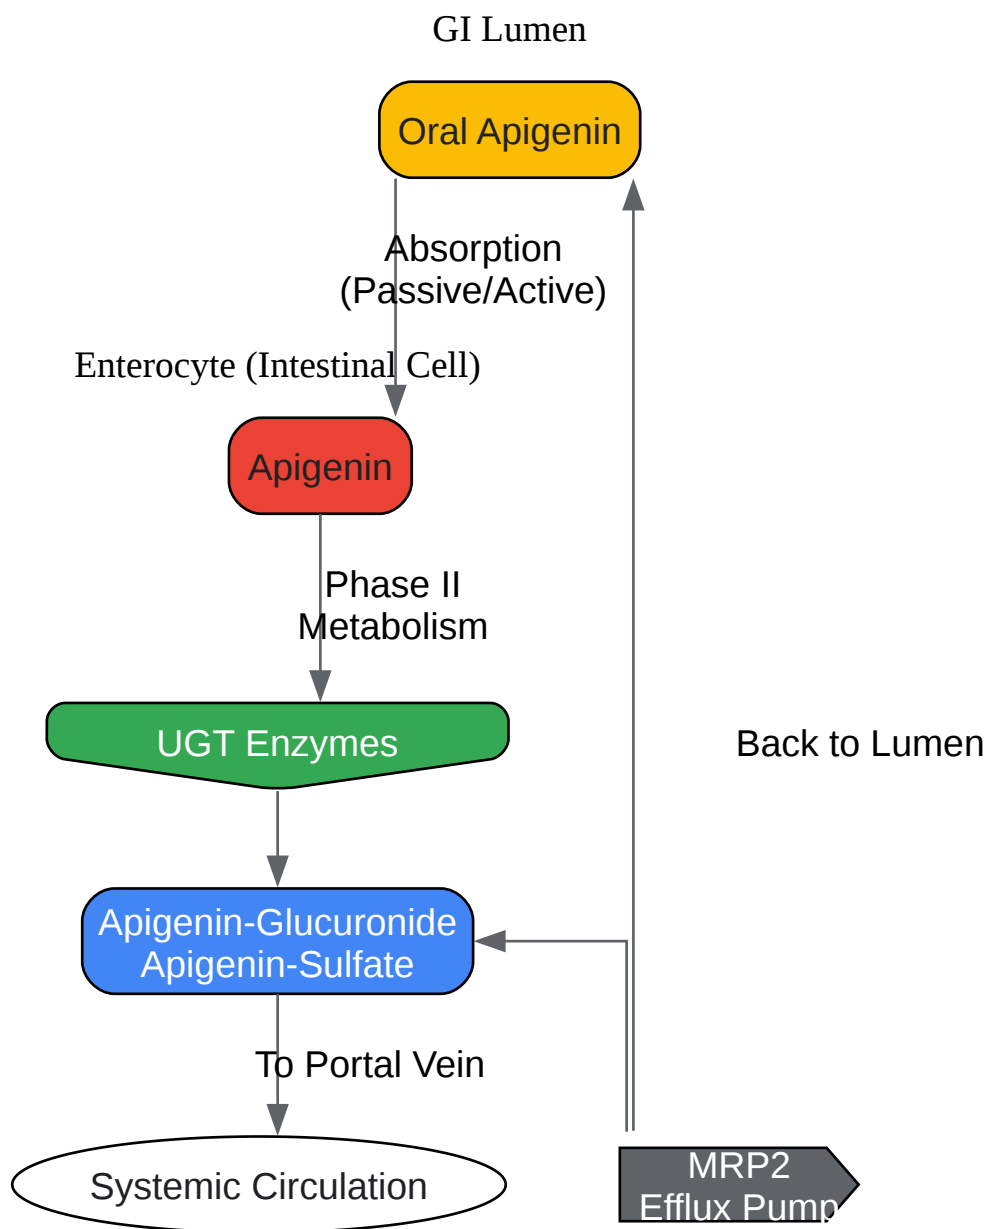 GI Lumen
Oral Apigenin
Absorption
(Passive/Active)
Enterocyte (Intestinal Cell)
Apigenin
Phase II
Metabolism
UGT Enzymes
Back to Lumen
Apigenin-Glucuronide
Apigenin-Sulfate
To Portal Vein
Systemic Circulation
MRP2
Efflux Pump